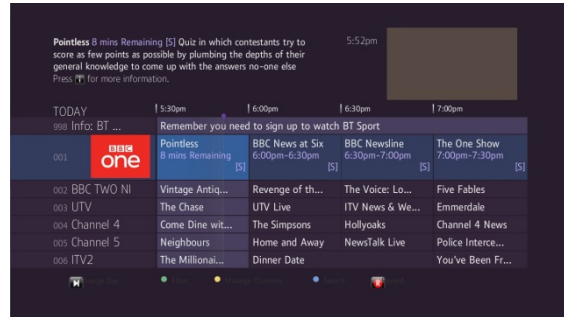 Pointless 8 mins Remaining [S] Quiz in which contestants try to
score as few points as possible by plumbing the depths of their
general knowledge to come up with the answers no-one else
Press i for more information.
5:52pm
TODAY 5:30pm 6:00pm 6:30pm 7:00pm
998 Info: BT ... Remember you need to sign up to watch BT Sport
001 BBC one Pointless BBC News at Six BBC Newsline The One Show
8 mins Remaining 6:00pm-6:30pm 6:30pm-7:00pm 7:00pm-7:30pm
[S] [S] [S] [S]
002 BBC TWO NI Vintage Antiq... Revenge of th... The Voice: Lo... Five Fables
003 UTV The Chase UTV Live ITV News & We... Emmerdale
004 Channel 4 Come Dine wit... The Simpsons Hollyoaks Channel 4 News
005 Channel 5 Neighbours Home and Away NewsTalk Live Police Interce...
006 ITV2 The Millionai... Dinner Date You've Been Fr...
Search